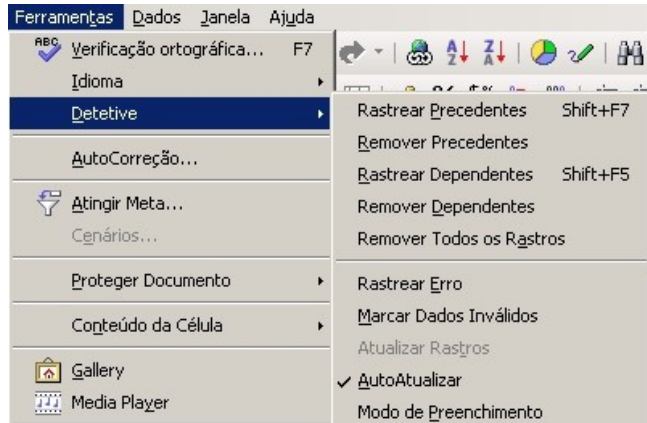 Ferramentas Dados Janela Ajuda
ABC Verificação ortográfica... F7
Idioma
Detetive
AutoCorreção...
Atingir Meta...
Cenários...
Proteger Documento
Conteúdo da Célula
Gallery
Media Player
Rastrear Precedentes Shift+F7
Remover Precedentes
Rastrear Dependentes Shift+F5
Remover Dependentes
Remover Todos os Rastros
Rastrear Erro
Marcar Dados Inválidos
Atualizar Rastros
AutoAtualizar
Modo de Preenchimento